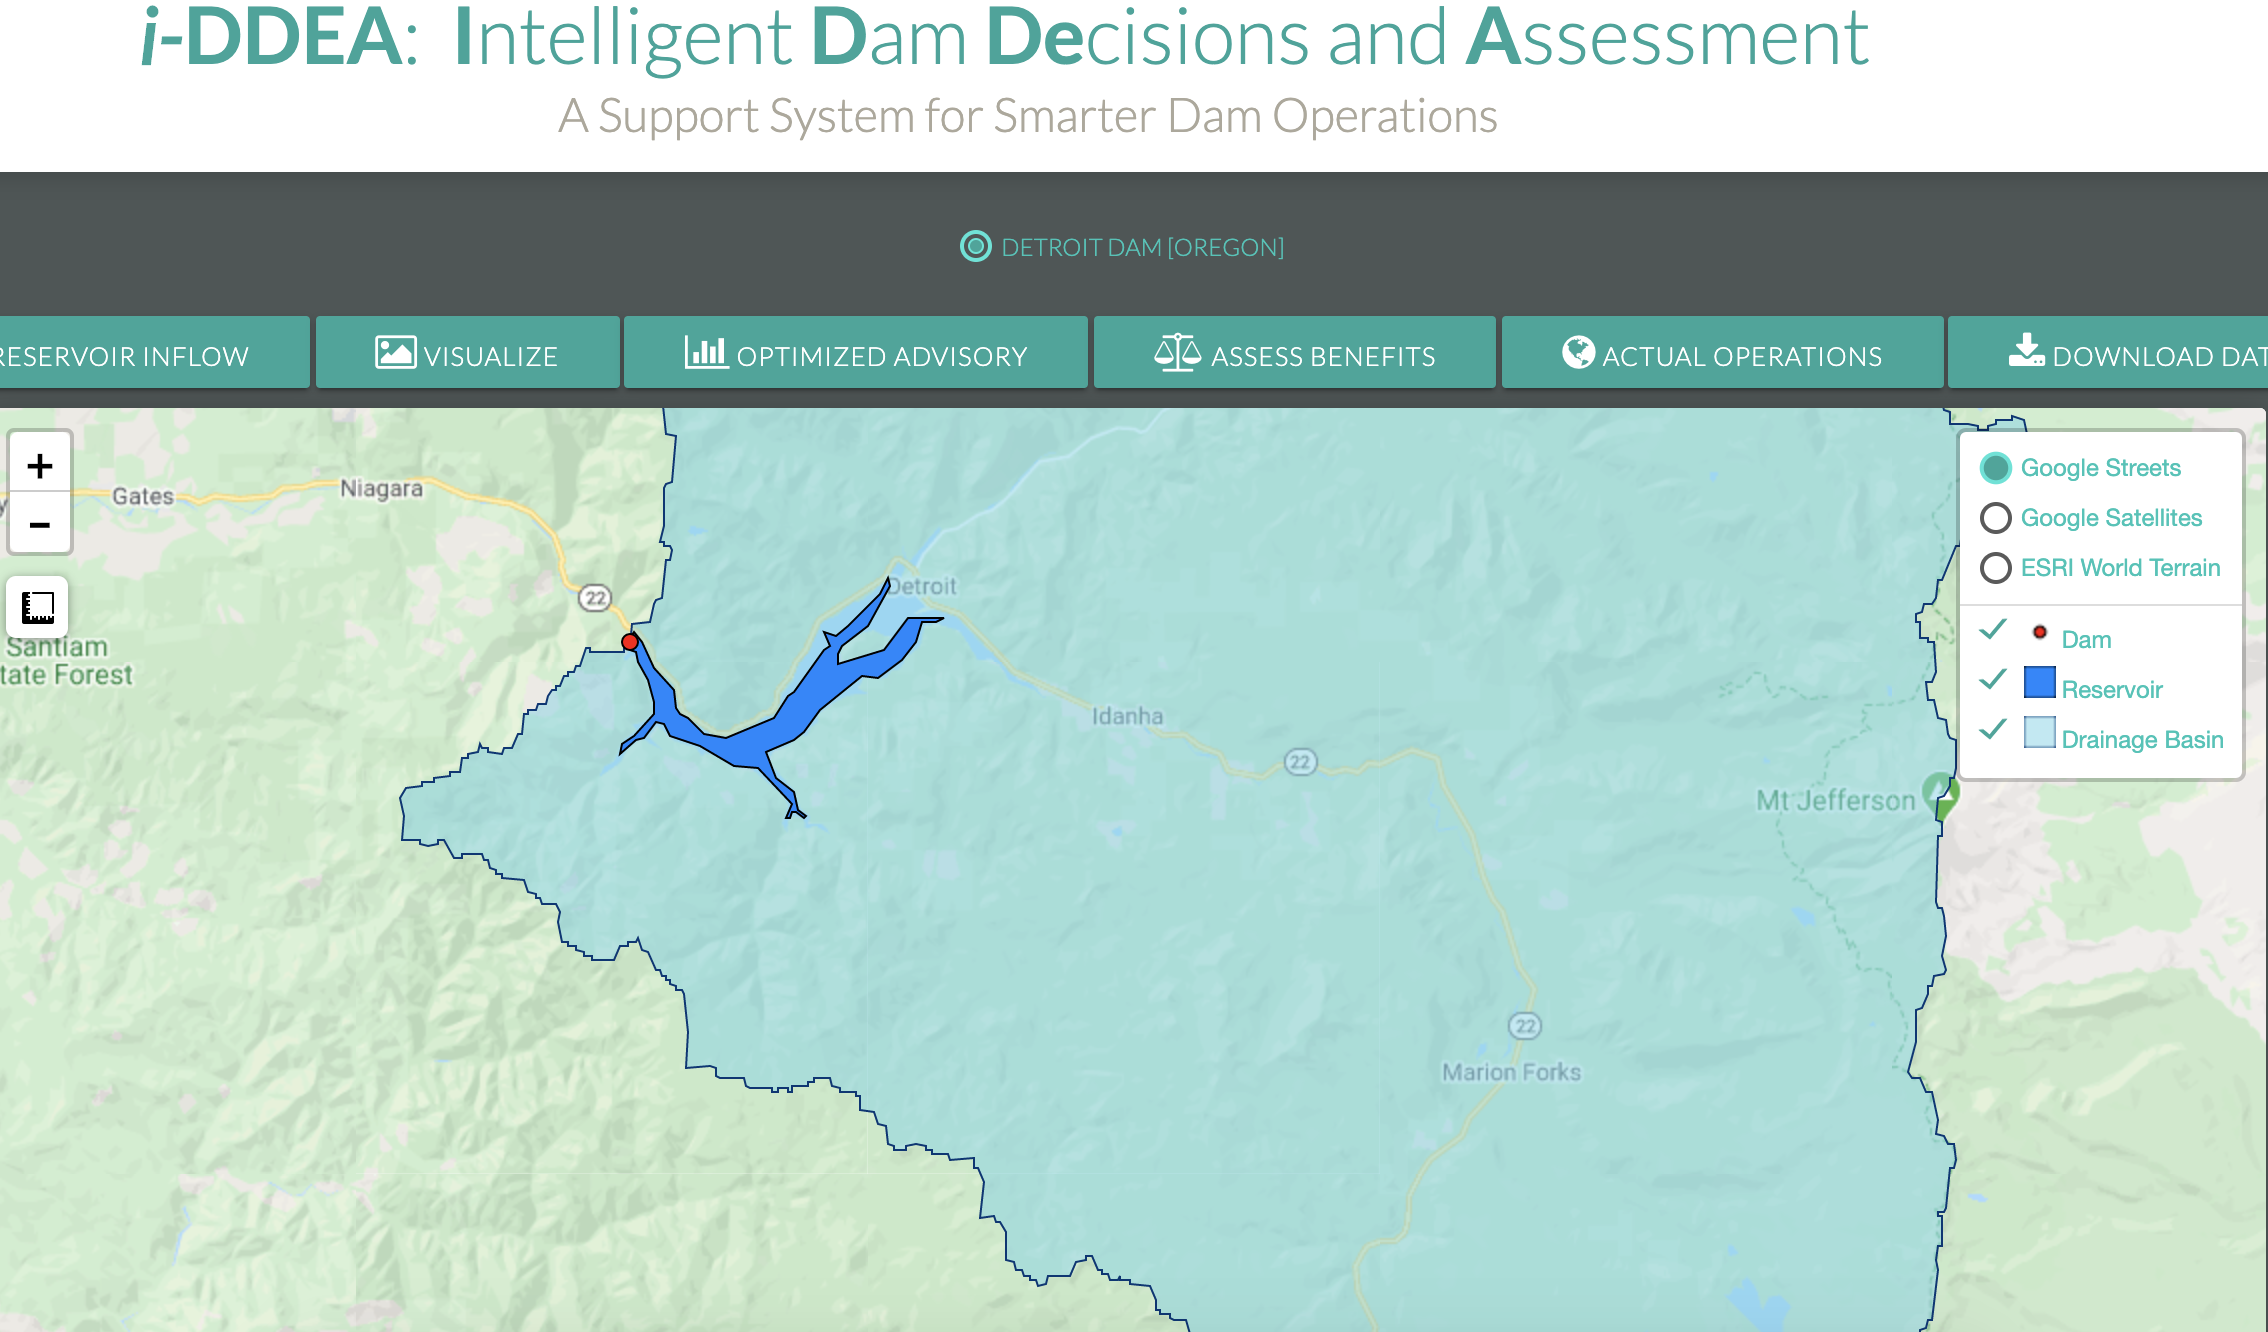 i-DDEA: Intelligent Dam Decisions and Assessment
A Support System for Smarter Dam Operations
DETROIT DAM [OREGON]
RESERVOIR INFLOW
VISUALIZE
OPTIMIZED ADVISORY
ASSESS BENEFITS
ACTUAL OPERATIONS
DOWNLOAD DAT
+
−
Google Streets
Google Satellites
ESRI World Terrain
Dam
Reservoir
Drainage Basin
Gates
Niagara
22
Detroit
Santiam
tate Forest
Idanha
22
Mt Jefferson
22
Marion Forks